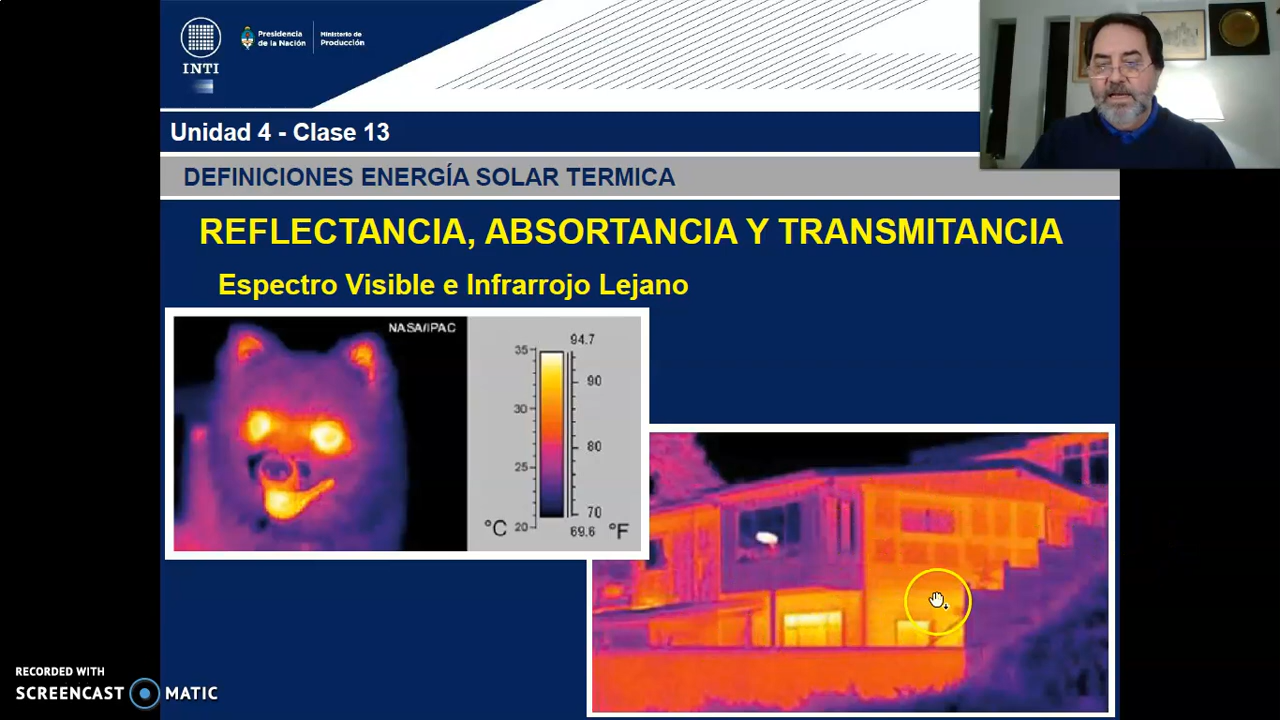 INTI
Presidencia
de la Nación
Ministerio de
Producción
Unidad 4 - Clase 13
DEFINICIONES ENERGÍA SOLAR TERMICA
REFLECTANCIA, ABSORTANCIA Y TRANSMITANCIA
Espectro Visible e Infrarrojo Lejano
NASA/IPAC
94.7
35
90
30
80
25
70
°C 20
69.6 °F
RECORDED WITH
SCREENCAST MATIC